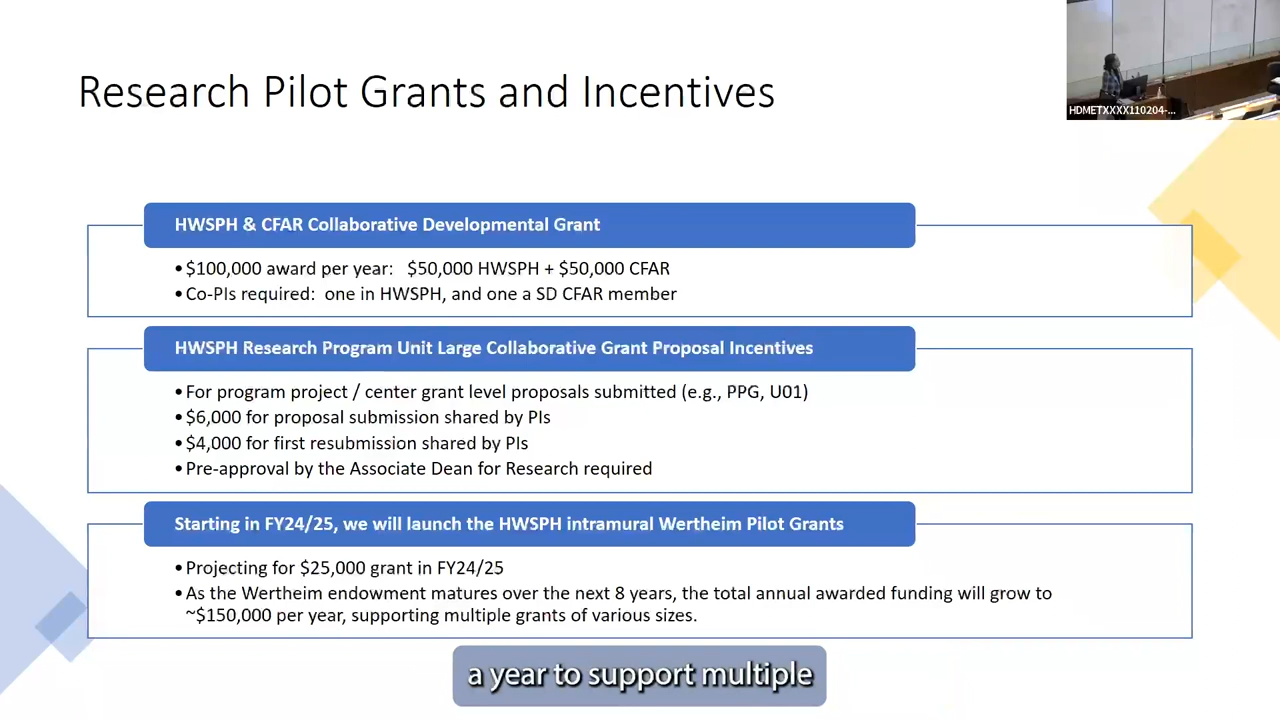 Research Pilot Grants and Incentives
HDMETXXXX110204-...
HWSPH & CFAR Collaborative Developmental Grant
•$100,000 award per year:   $50,000 HWSPH + $50,000 CFAR
•Co-PIs required:  one in HWSPH, and one a SD CFAR member
HWSPH Research Program Unit Large Collaborative Grant Proposal Incentives
•For program project / center grant level proposals submitted (e.g., PPG, U01)
•$6,000 for proposal submission shared by PIs
•$4,000 for first resubmission shared by PIs
•Pre-approval by the Associate Dean for Research required
Starting in FY24/25, we will launch the HWSPH intramural Wertheim Pilot Grants
•Projecting for $25,000 grant in FY24/25
•As the Wertheim endowment matures over the next 8 years, the total annual awarded funding will grow to
~$150,000 per year, supporting multiple grants of various sizes.
a year to support multiple